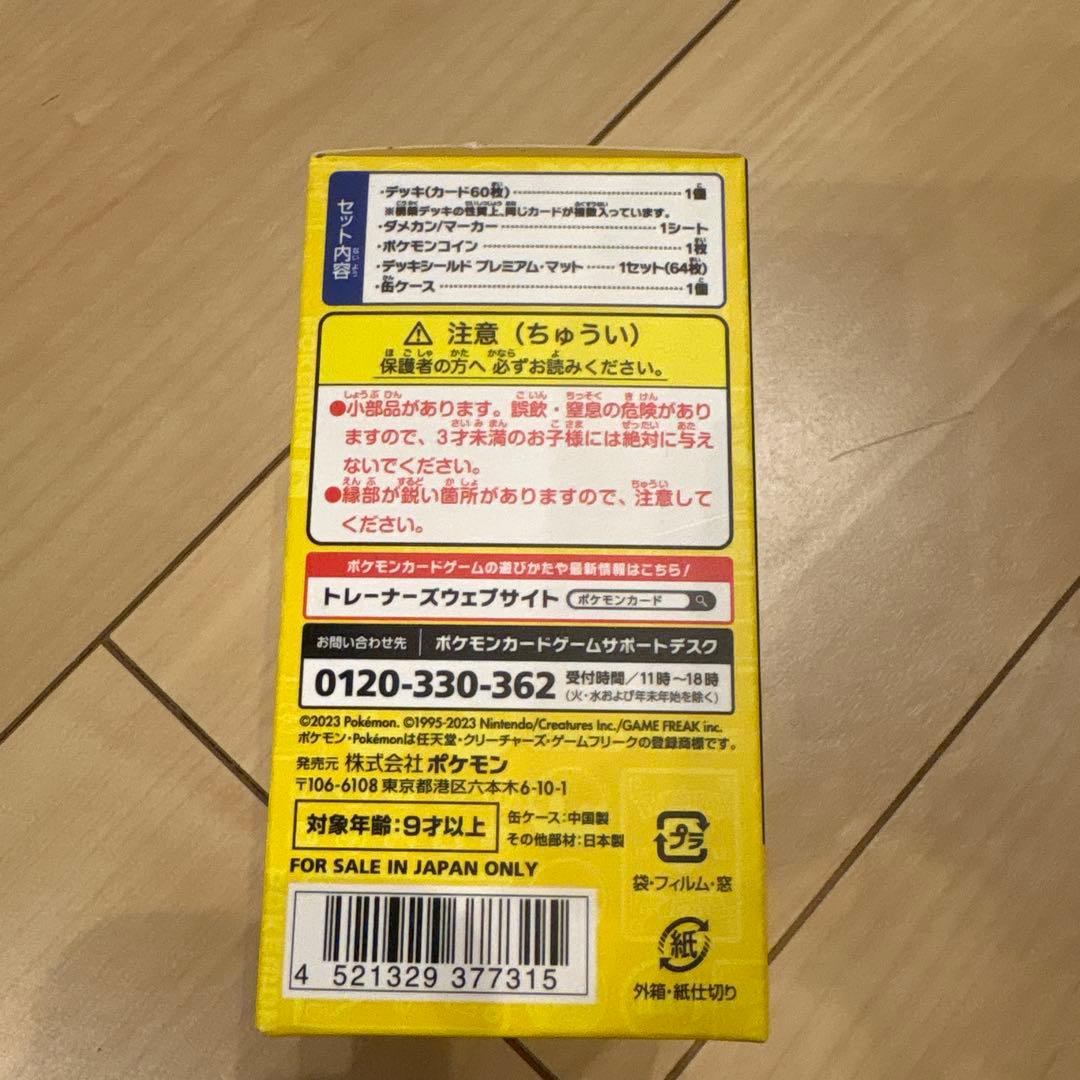 セット内容
・デッキ(カード60枚)……1個
※構築デッキの性質上、同じカードが複数入っています。
・ダメカン/マーカー……1シート
・ポケモンコイン……1枚
・デッキシールド プレミアム・マット……1セット(64枚)
・缶ケース……1個
⚠ 注意(ちゅうい)
保護者の方へ 必ずお読みください。
●小部品があります。誤飲・窒息の危険があり
ますので、3才未満のお子様には絶対に与え
ないでください。
●縁部が鋭い箇所がありますので、注意して
ください。
ポケモンカードゲームの遊びかたや最新情報はこちら!
トレーナーズウェブサイト ポケモンカード
お問い合わせ先 ポケモンカードゲームサポートデスク
0120-330-362 受付時間/11時~18時
(火・水および年末年始を除く)
©2023 Pokémon. ©1995-2023 Nintendo/Creatures Inc./GAME FREAK inc.
ポケモン・Pokémonは任天堂・クリーチャーズ・ゲームフリークの登録商標です。
発売元 株式会社ポケモン
〒106-6108 東京都港区六本木6-10-1
対象年齢:9才以上
缶ケース:中国製
その他部材:日本製
FOR SALE IN JAPAN ONLY
プラ
袋・フィルム・窓
紙
外箱・紙仕切り
4 521329 377315